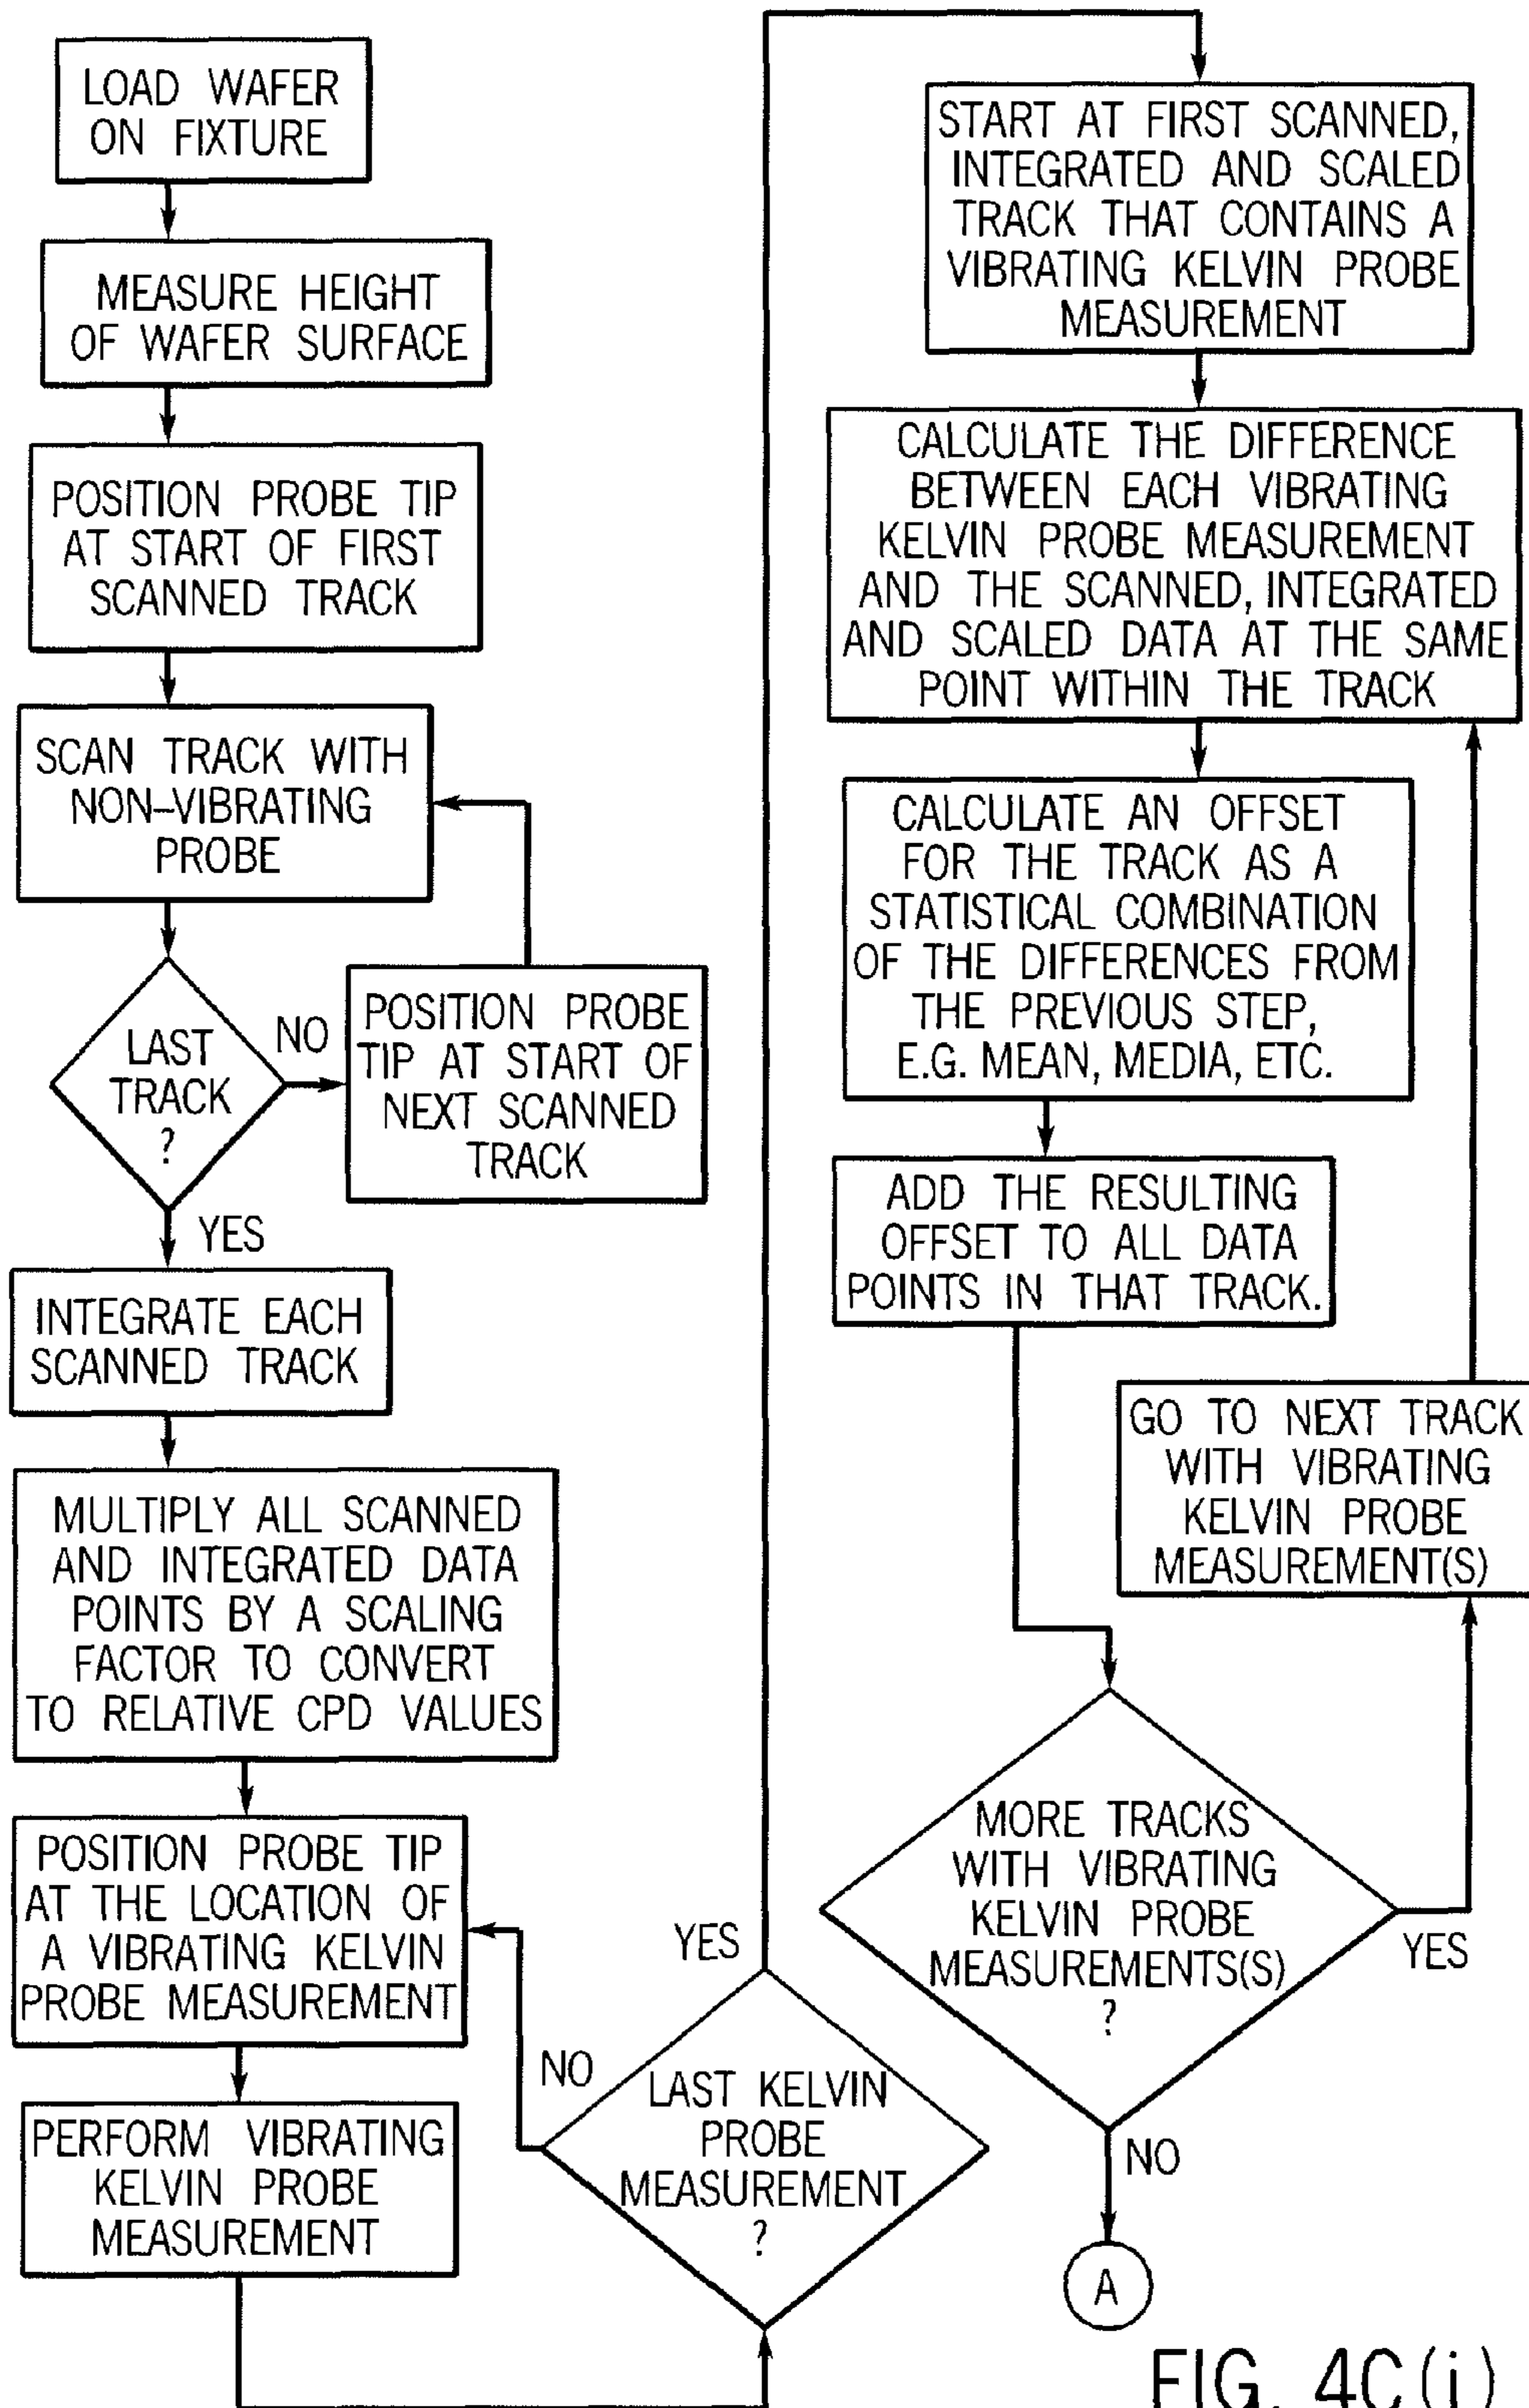 LOAD WAFER
ON FIXTURE
MEASURE HEIGHT
OF WAFER SURFACE
POSITION PROBE TIP
AT START OF FIRST
SCANNED TRACK
SCAN TRACK WITH
NON–VIBRATING
PROBE
LAST
TRACK
?
NO
POSITION PROBE
TIP AT START OF
NEXT SCANNED
TRACK
YES
INTEGRATE EACH
SCANNED TRACK
MULTIPLY ALL SCANNED
AND INTEGRATED DATA
POINTS BY A SCALING
FACTOR TO CONVERT
TO RELATIVE CPD VALUES
POSITION PROBE TIP
AT THE LOCATION OF
A VIBRATING KELVIN
PROBE MEASUREMENT
PERFORM VIBRATING
KELVIN PROBE
MEASUREMENT
NO
LAST KELVIN
PROBE
MEASUREMENT
?
YES
START AT FIRST SCANNED,
INTEGRATED AND SCALED
TRACK THAT CONTAINS A
VIBRATING KELVIN PROBE
MEASUREMENT
CALCULATE THE DIFFERENCE
BETWEEN EACH VIBRATING
KELVIN PROBE MEASUREMENT
AND THE SCANNED, INTEGRATED
AND SCALED DATA AT THE SAME
POINT WITHIN THE TRACK
CALCULATE AN OFFSET
FOR THE TRACK AS A
STATISTICAL COMBINATION
OF THE DIFFERENCES FROM
THE PREVIOUS STEP,
E.G. MEAN, MEDIA, ETC.
ADD THE RESULTING
OFFSET TO ALL DATA
POINTS IN THAT TRACK.
GO TO NEXT TRACK
WITH VIBRATING
KELVIN PROBE
MEASUREMENT(S)
MORE TRACKS
WITH VIBRATING
KELVIN PROBE
MEASUREMENTS(S)
?
YES
NO
A
FIG. 4C(i)